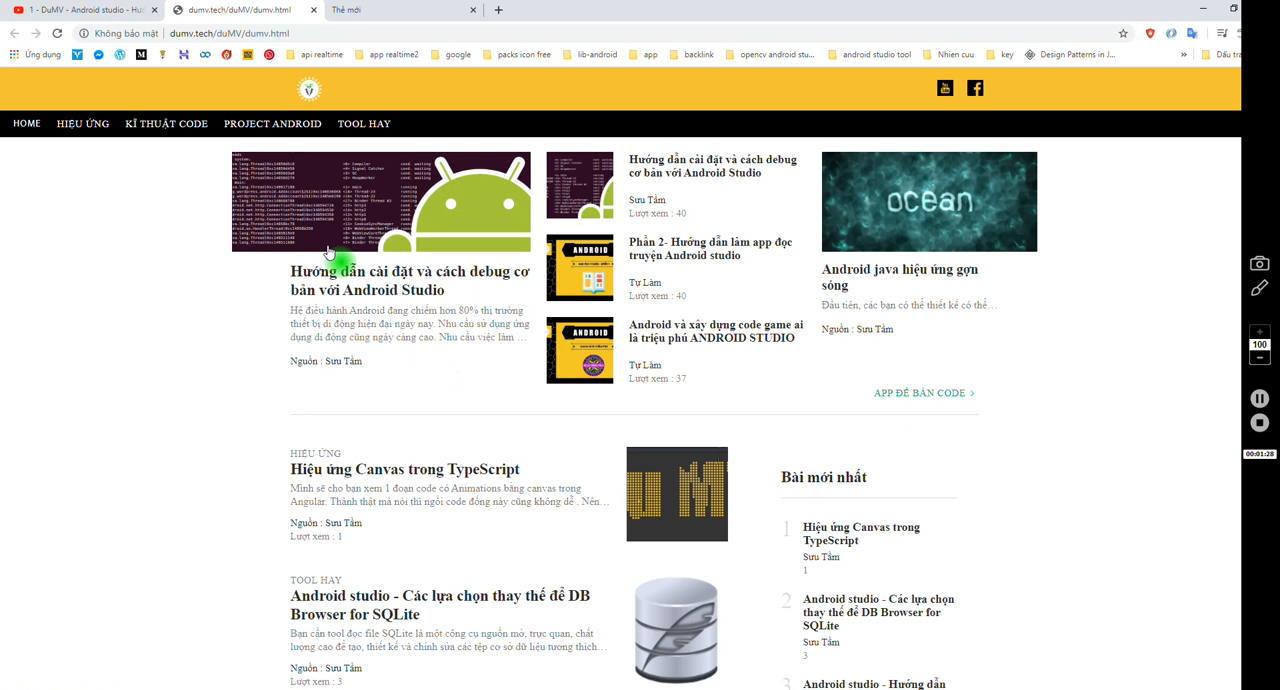 1 - DuMV - Android studio - Hu
dumv.tech/duMV/dumv.html
Thẻ mới
Không bảo mật
dumv.tech/duMV/dumv.html
Ứng dụng
api realtime
app realtime2
google
packs icon free
lib-android
app
backlink
opencv android stu...
android studio tool
Nhien cuu
key
Design Patterns in J...
»
Dấu tra
HOME
HIỆU ỨNG
KĨ THUẬT CODE
PROJECT ANDROID
TOOL HAY
Hướng dẫn cài đặt và cách debug cơ
bản với Android Studio
Hệ điều hành Android đang chiếm hơn 80% thị trường
thiết bị di động hiện đại ngày nay. Nhu cầu sử dụng ứng
dụng di động cũng ngày càng cao. Nhu cầu việc làm ...
Nguồn : Sưu Tầm
Hướng dẫn cài đặt và cách debug
cơ bản với Android Studio
Sưu Tầm
Lượt xem : 40
ANDROID
Phần 2- Hướng dẫn làm app đọc
truyện Android studio
Tự Làm
Lượt xem : 40
ANDROID
Android và xây dựng code game ai
là triệu phú ANDROID STUDIO
Tự Làm
Lượt xem : 37
ocean
Android java hiệu ứng gợn
sóng
Đầu tiên, các bạn có thể thiết kế có thể...
Nguồn : Sưu Tầm
APP ĐỂ BÀN CODE >
HIỆU ỨNG
Hiệu ứng Canvas trong TypeScript
Mình sẽ cho bạn xem 1 đoạn code có Animations bằng canvas trong
Angular. Thành thật mà nói thì ngồi code đống này cũng không dễ . Nên...
Nguồn : Sưu Tầm
Lượt xem : 1
U M
TOOL HAY
Android studio - Các lựa chọn thay thế để DB
Browser for SQLite
Bạn cần tool đọc file SQLite là một công cụ nguồn mở, trực quan, chất
lượng cao để tạo, thiết kế và chỉnh sửa các tệp cơ sở dữ liệu tương thích...
Nguồn : Sưu Tầm
Lượt xem : 3
Bài mới nhất
1
Hiệu ứng Canvas trong
TypeScript
Sưu Tầm
1
2
Android studio - Các lựa chọn
thay thế để DB Browser for
SQLite
Sưu Tầm
3
3
Android studio - Hướng dẫn
100
00:01:28